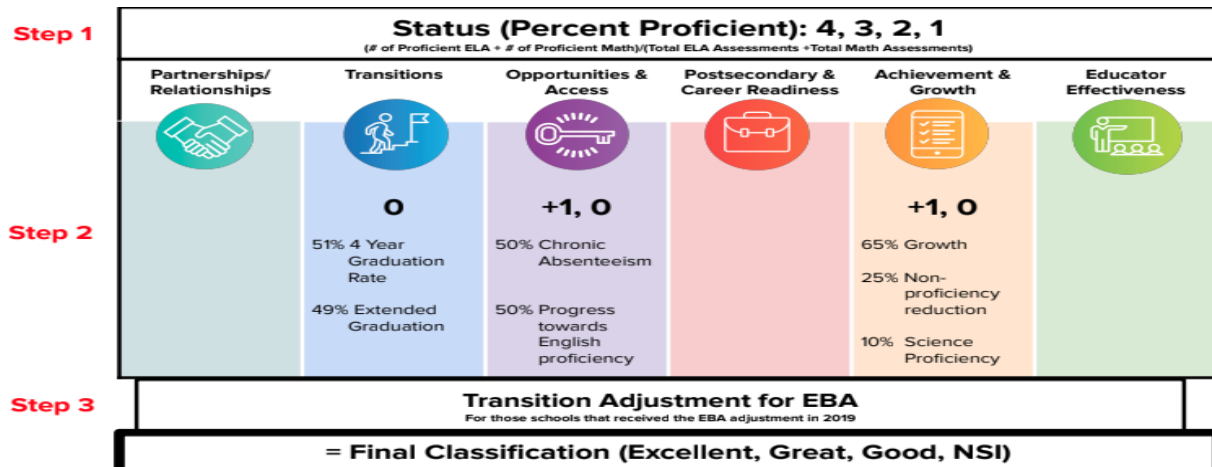 Step 1
Status (Percent Proficient): 4, 3, 2, 1
(# of Proficient ELA + # of Proficient Math)/(Total ELA Assessments +Total Math Assessments)
Partnerships/
Relationships
Transitions
Opportunities &
Access
Postsecondary &
Career Readiness
Achievement &
Growth
Educator
Effectiveness
Step 2
0
51% 4 Year
Graduation
Rate
49% Extended
Graduation
+1, 0
50% Chronic
Absenteeism
50% Progress
towards
English
proficiency
+1, 0
65% Growth
25% Non-
proficiency
reduction
10% Science
Proficiency
Step 3
Transition Adjustment for EBA
For those schools that received the EBA adjustment in 2019
= Final Classification (Excellent, Great, Good, NSI)